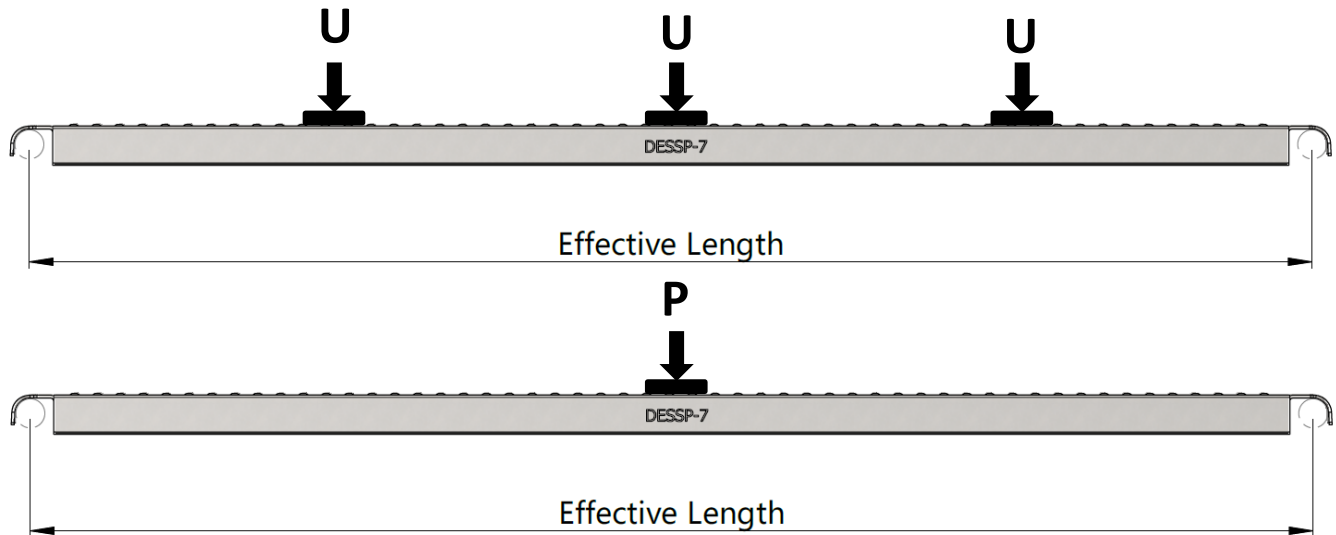 U U U
DESSP-7
Effective Length
P
DESSP-7
Effective Length